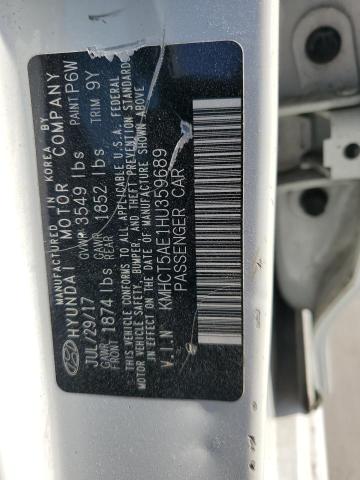 MANUFACTURED IN KOREA BY
HYUNDAI MOTOR COMPANY
JUL/29/17 GVWR 3549 lbs PAINT P6W
GAWR FRONT 1874 lbs GAWR REAR 1852 lbs TRIM 9Y
THIS VEHICLE CONFORMS TO ALL APPLICABLE U.S.A. FEDERAL
MOTOR VEHICLE SAFETY, BUMPER, AND THEFT PREVENTION STANDARDS
IN EFFECT ON THE DATE OF MANUFACTURE SHOWN ABOVE
V.I.N KMHCT5AE1HU359689
PASSENGER CAR